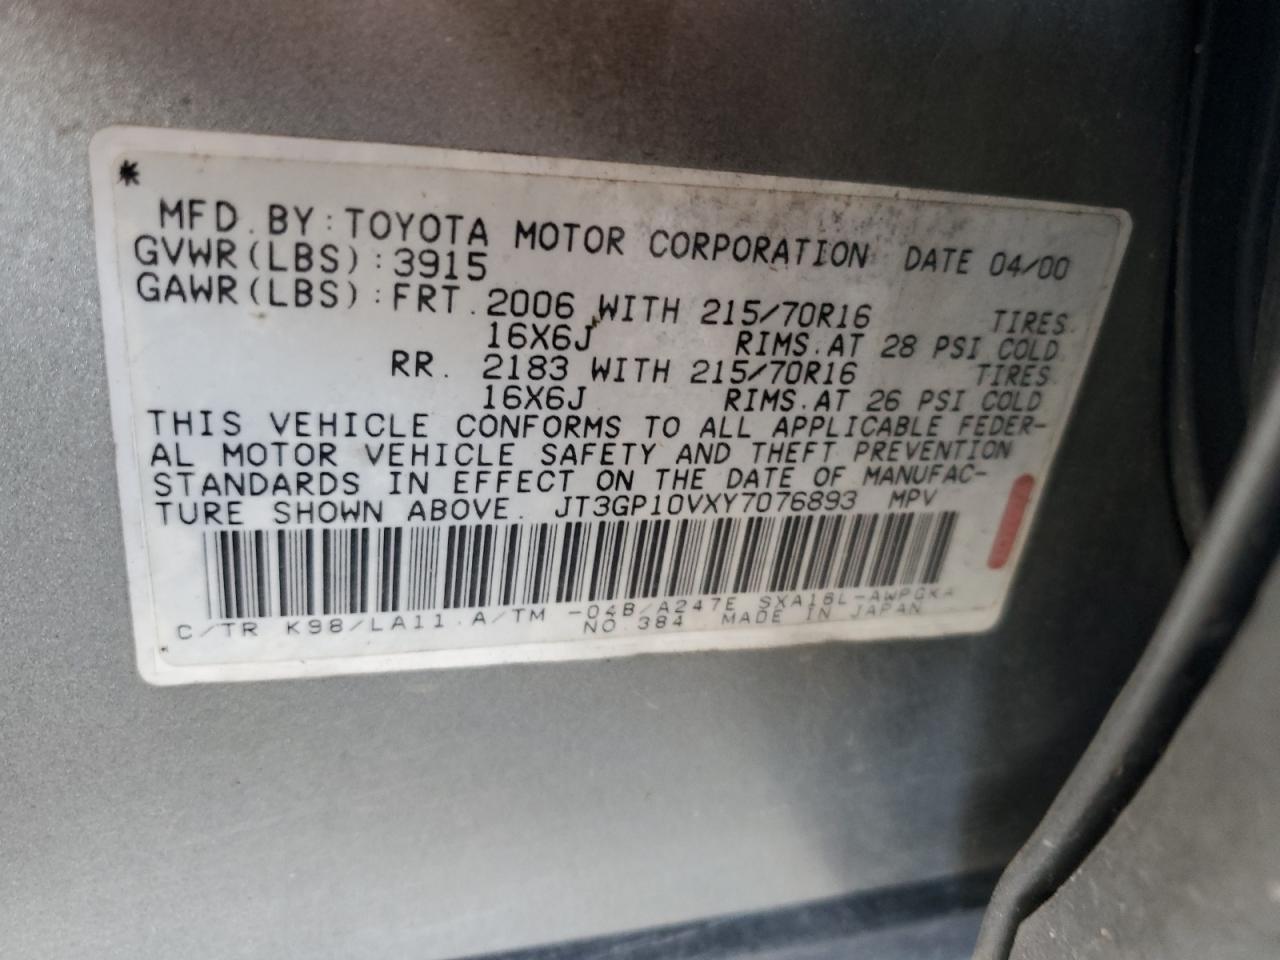 *
MFD. BY: TOYOTA MOTOR CORPORATION DATE 04/00
GVWR(LBS): 3915
GAWR(LBS): FRT. 2006 WITH 215/70R16 TIRES.
16X6J RIMS. AT 28 PSI COLD
RR. 2183 WITH 215/70R16 TIRES
16X6J RIMS. AT 26 PSI COLD
THIS VEHICLE CONFORMS TO ALL APPLICABLE FEDER-
AL MOTOR VEHICLE SAFETY AND THEFT PREVENTION
STANDARDS IN EFFECT ON THE DATE OF MANUFAC-
TURE SHOWN ABOVE. JT3GP10VXY7076893 MPV
C/TR K98/LA11. A/TM -04B/A247E SXA16L-AWPGKA
NO.384 MADE IN JAPAN